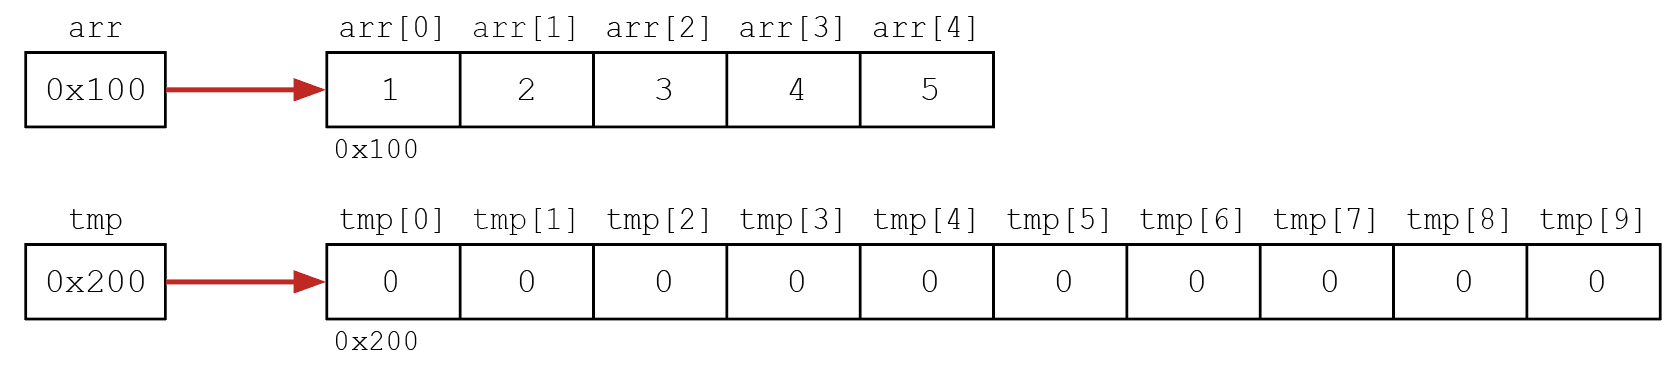 arr arr[0] arr[1] arr[2] arr[3] arr[4]
0x100 1 2 3 4 5
0x100
tmp tmp[0] tmp[1] tmp[2] tmp[3] tmp[4] tmp[5] tmp[6] tmp[7] tmp[8] tmp[9]
0x200 0 0 0 0 0 0 0 0 0 0
0x200